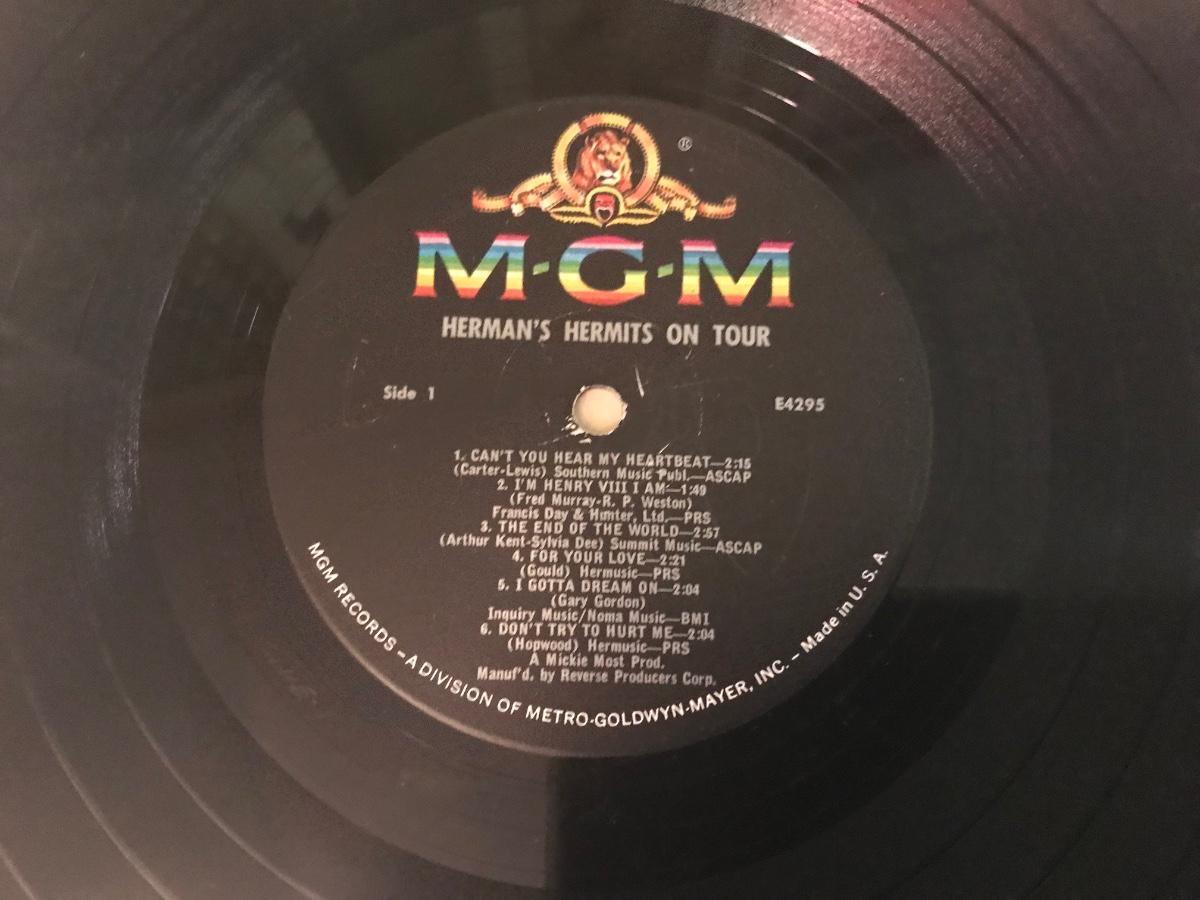 ®
M-G-M
HERMAN'S HERMITS ON TOUR
Side 1
E4295
1. CAN'T YOU HEAR MY HEARTBEAT—2:15
(Carter-Lewis) Southern Music Publ.—ASCAP
2. I'M HENRY VIII I AM—1:49
(Fred Murray-R. P. Weston)
Francis Day & Hunter, Ltd.—PRS
3. THE END OF THE WORLD—2:57
(Arthur Kent-Sylvia Dee) Summit Music—ASCAP
4. FOR YOUR LOVE—2:21
(Gould) Hermusic—PRS
5. I GOTTA DREAM ON—2:04
(Gary Gordon)
Inquiry Music/Noma Music—BMI
6. DON'T TRY TO HURT ME—2:04
(Hopwood) Hermusic—PRS
A Mickie Most Prod.
Manuf'd. by Reverse Producers Corp.
MGM RECORDS – A DIVISION OF METRO-GOLDWYN-MAYER, INC. – Made in U. S. A.